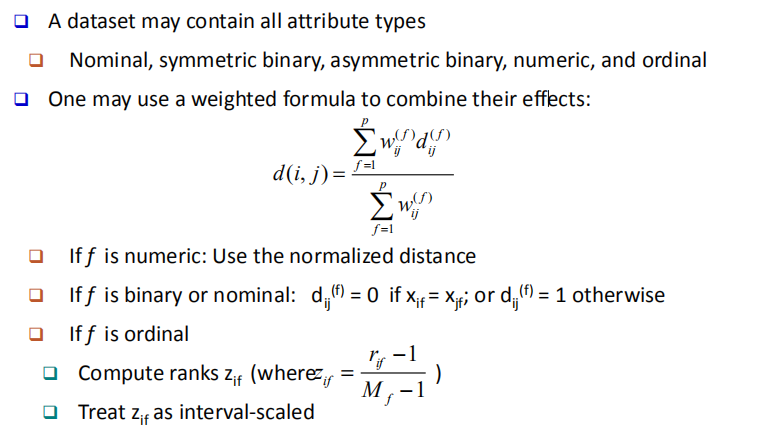 A dataset may contain all attribute types
Nominal, symmetric binary, asymmetric binary, numeric, and ordinal
One may use a weighted formula to combine their effects:
d(i, j) = \frac{\sum_{f=1}^{p} w_{ij}^{(f)} d_{ij}^{(f)}}{\sum_{f=1}^{p} w_{ij}^{(f)}}
If f is numeric: Use the normalized distance
If f is binary or nominal: d_{ij}^{(f)} = 0 if x_{if} = x_{jf}; or d_{ij}^{(f)} = 1 otherwise
If f is ordinal
Compute ranks z_{if} (where z_{if} = \frac{r_{if} - 1}{M_f - 1} )
Treat z_{if} as interval-scaled